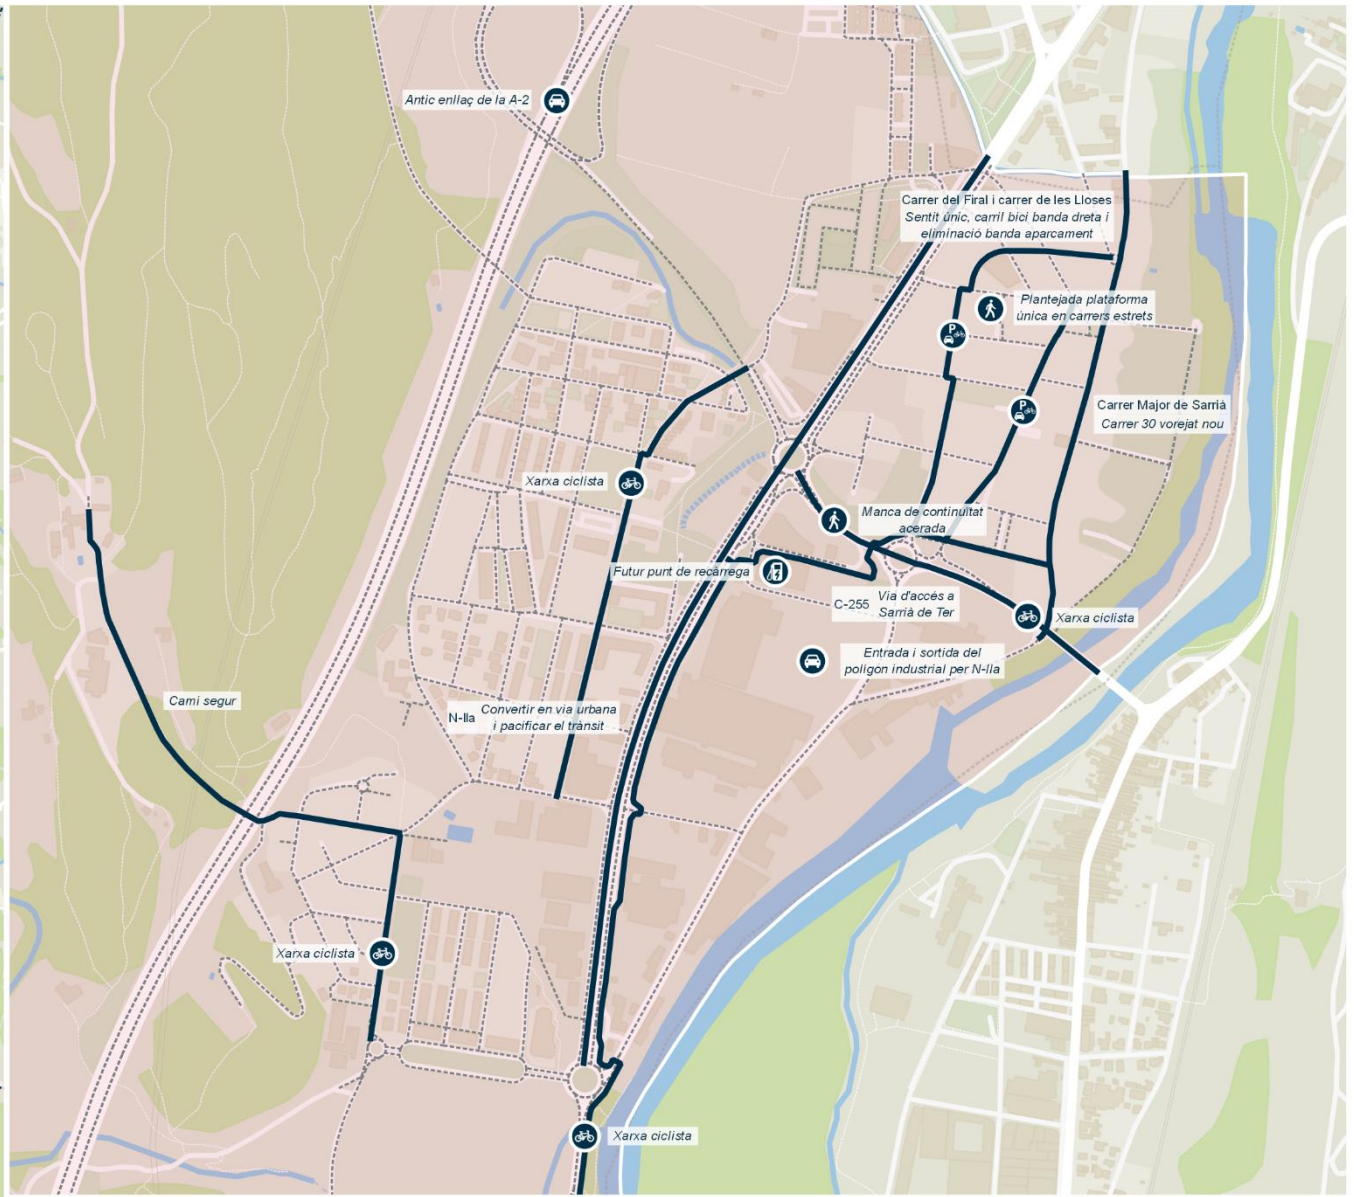 Antic enllaç de la A-2
Carrer del Firal i carrer de les Lloses
Sentit únic, carril bici banda dreta i
eliminació banda aparcament
Plantejada plataforma
única en carrers estrets
P
P
Carrer Major de Sarrià
Carrer 30 vorejat nou
Xarxa ciclista
Manca de continuïtat
acerada
Futur punt de recàrrega
C-255 Via d'accés a
Sarrià de Ter
Xarxa ciclista
Entrada i sortida del
polígon industrial per N-IIa
Camí segur
N-IIa Convertir en via urbana
i pacificar el trànsit
Xarxa ciclista
Xarxa ciclista